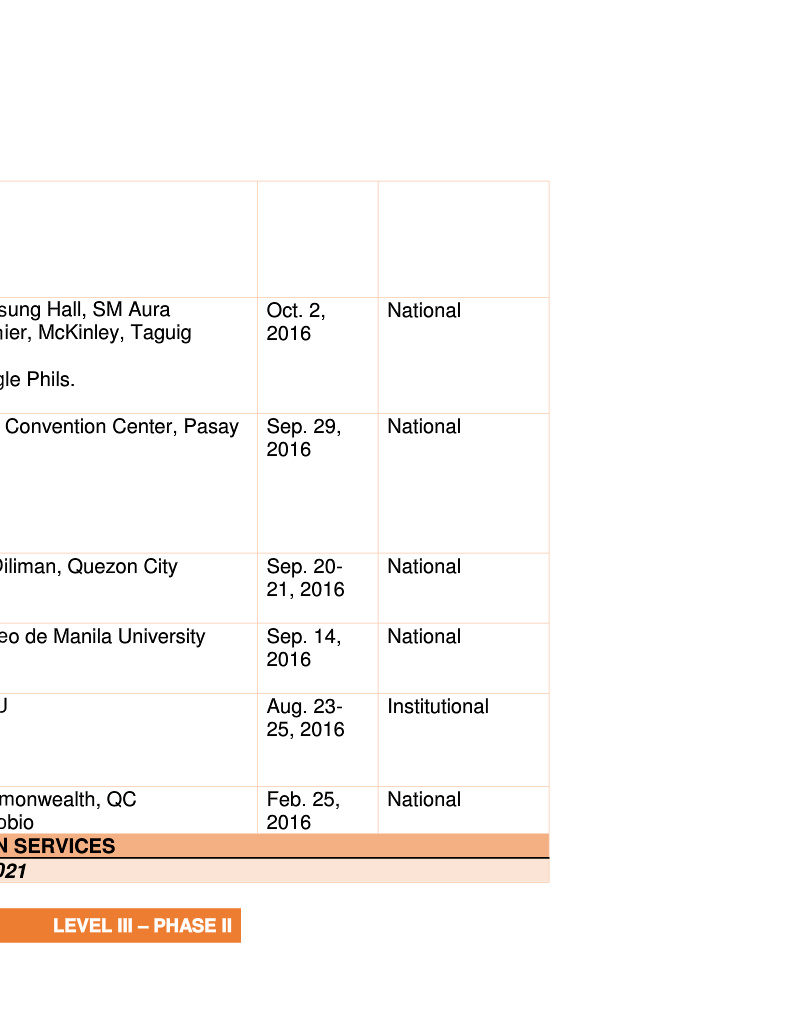 sung Hall, SM Aura
ier, McKinley, Taguig
gle Phils.
Oct. 2,
2016
National
Convention Center, Pasay
Sep. 29,
2016
National
Diliman, Quezon City
Sep. 20-
21, 2016
National
eo de Manila University
Sep. 14,
2016
National
U
Aug. 23-
25, 2016
Institutional
monwealth, QC
obio
Feb. 25,
2016
National
N SERVICES
021
LEVEL III – PHASE II